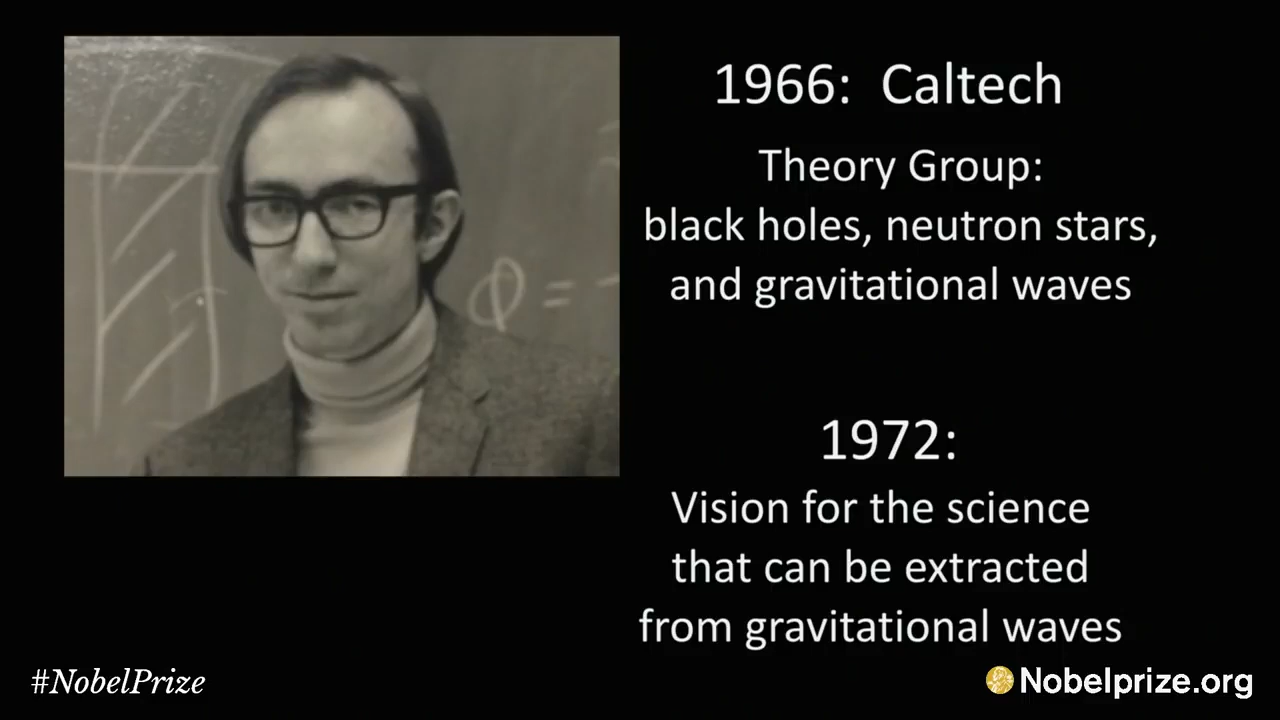 1966: Caltech
Theory Group:
black holes, neutron stars,
and gravitational waves
Φ =
1972:
Vision for the science
that can be extracted
from gravitational waves
#NobelPrize
Nobelprize.org